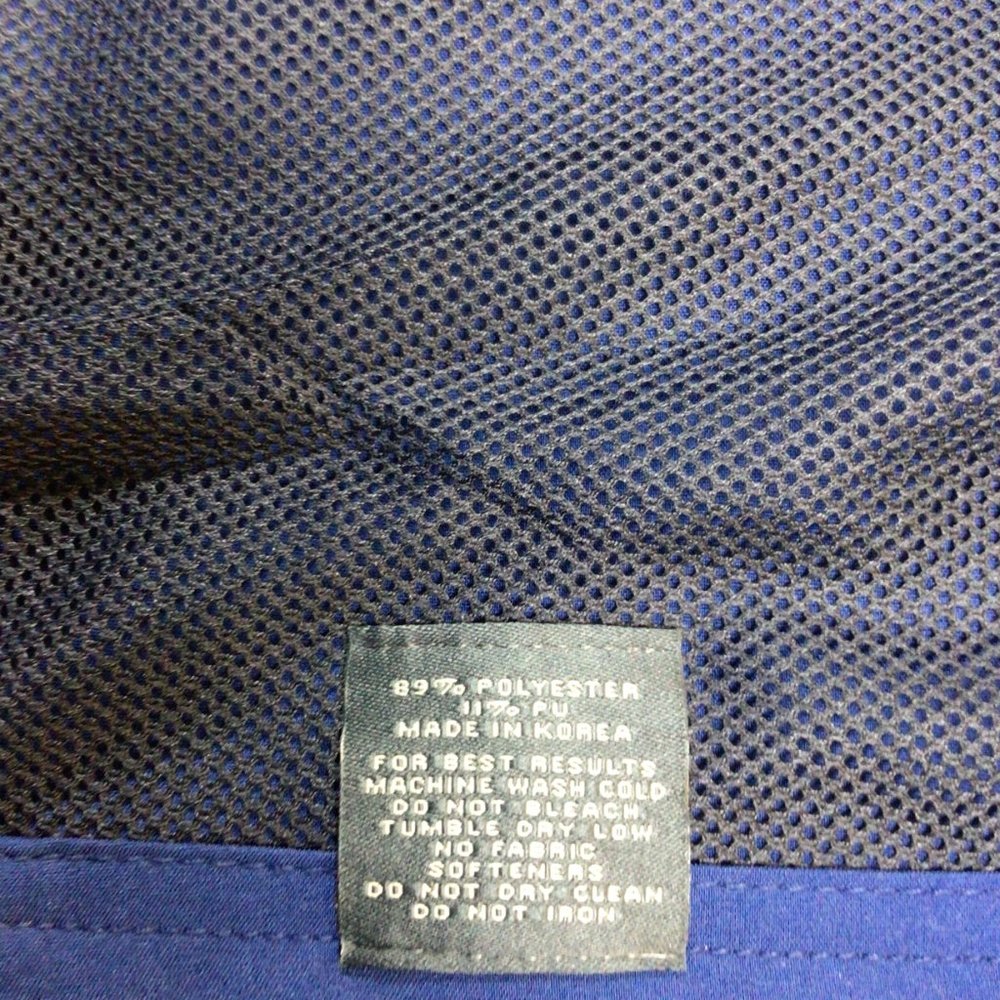 89% POLYESTER
11% PU
MADE IN KOREA
FOR BEST RESULTS
MACHINE WASH COLD
DO NOT BLEACH
TUMBLE DRY LOW
NO FABRIC
SOFTENERS
DO NOT DRY CLEAN
DO NOT IRON